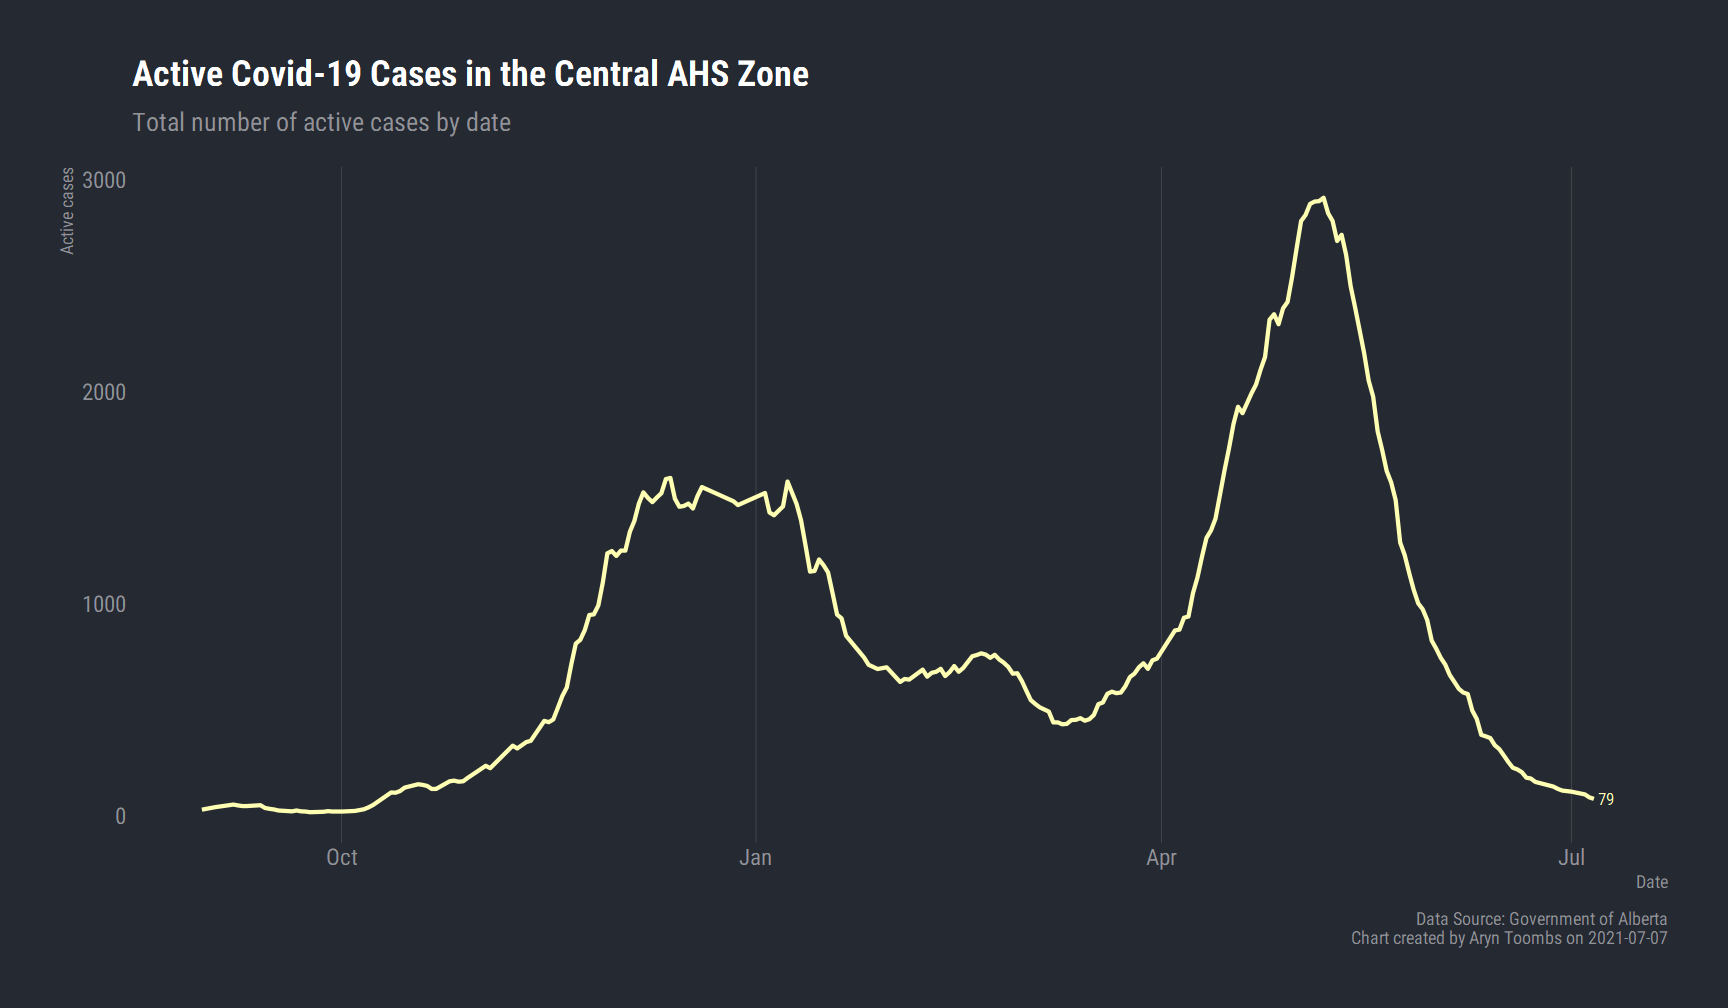 Active Covid-19 Cases in the Central AHS Zone
Total number of active cases by date
Active cases
3000
2000
1000
0
79
Oct
Jan
Apr
Jul
Date
Data Source: Government of Alberta
Chart created by Aryn Toombs on 2021-07-07